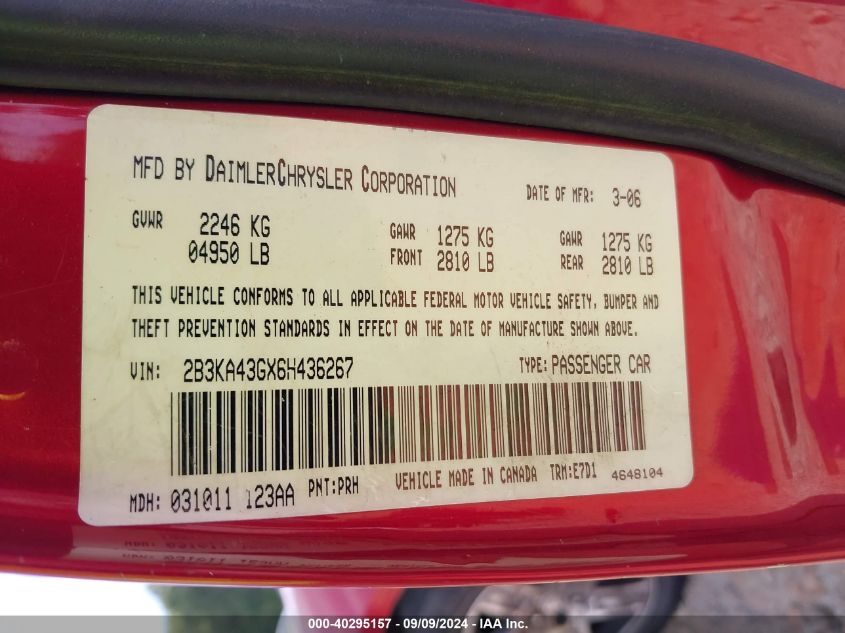 MFD BY DAIMLERCHRYSLER CORPORATION DATE OF MFR: 3-06
GVWR 2246 KG GAWR 1275 KG GAWR 1275 KG
04950 LB FRONT 2810 LB REAR 2810 LB
THIS VEHICLE CONFORMS TO ALL APPLICABLE FEDERAL MOTOR VEHICLE SAFETY, BUMPER AND
THEFT PREVENTION STANDARDS IN EFFECT ON THE DATE OF MANUFACTURE SHOWN ABOVE.
VIN: 2B3KA43GX6H436267 TYPE: PASSENGER CAR
MDH: 031011 123AA PNT:PRH VEHICLE MADE IN CANADA TRM:E7D1 4648104
000-40295157 - 09/09/2024 - IAA Inc.